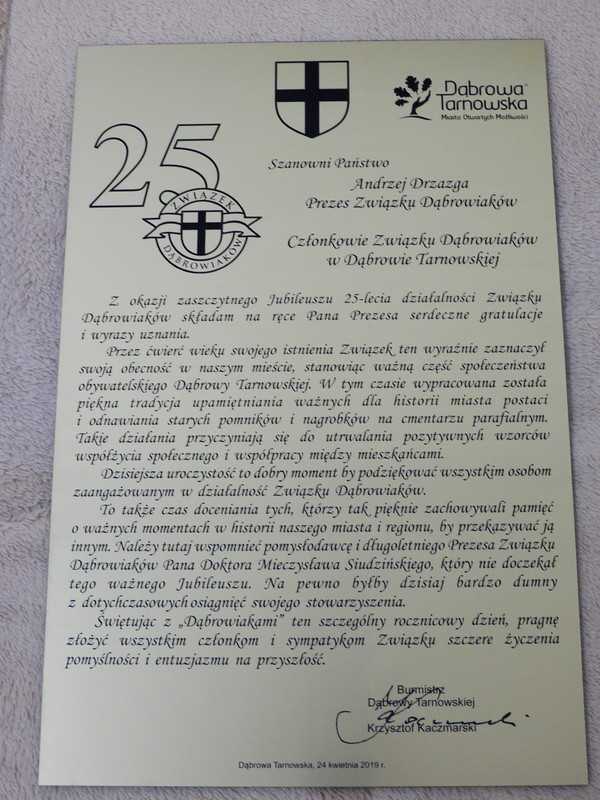 Dąbrowa
Tarnowska
Miasto Otwartych Możliwości
25
ZWIĄZEK
DĄBROWIAKÓW
Szanowni Państwo
Andrzej Drzazga
Prezes Związku Dąbrowiaków
Członkowie Związku Dąbrowiaków
w Dąbrowie Tarnowskiej
Z okazji zaszczytnego Jubileuszu 25-lecia działalności Związku
Dąbrowiaków składam na ręce Pana Prezesa serdeczne gratulacje
i wyrazy uznania.
Przez ćwierć wieku swojego istnienia Związek ten wyraźnie zaznaczył
swoją obecność w naszym mieście, stanowiąc ważną część społeczeństwa
obywatelskiego Dąbrowy Tarnowskiej. W tym czasie wypracowana została
piękna tradycja upamiętniania ważnych dla historii miasta postaci
i odnawiania starych pomników i nagrobków na cmentarzu parafialnym.
Takie działania przyczyniają się do utrwalania pozytywnych wzorców
współżycia społecznego i współpracy między mieszkańcami.
Dzisiejsza uroczystość to dobry moment by podziękować wszystkim osobom
zaangażowanym w działalność Związku Dąbrowiaków.
To także czas doceniania tych, którzy tak pięknie zachowywali pamięć
o ważnych momentach w historii naszego miasta i regionu, by przekazywać ją
innym. Należy tutaj wspomnieć pomysłodawcę i długoletniego Prezesa Związku
Dąbrowiaków Pana Doktora Mieczysława Siudzińskiego, który nie doczekał
tego ważnego Jubileuszu. Na pewno byłby dzisiaj bardzo dumny
z dotychczasowych osiągnięć swojego stowarzyszenia.
Świętując z „Dąbrowiakami” ten szczególny rocznicowy dzień, pragnę
złożyć wszystkim członkom i sympatykom Związku szczere życzenia
pomyślności i entuzjazmu na przyszłość.
Burmistrz
Dąbrowy Tarnowskiej
Krzysztof Kaczmarski
Dąbrowa Tarnowska, 24 kwietnia 2019 r.